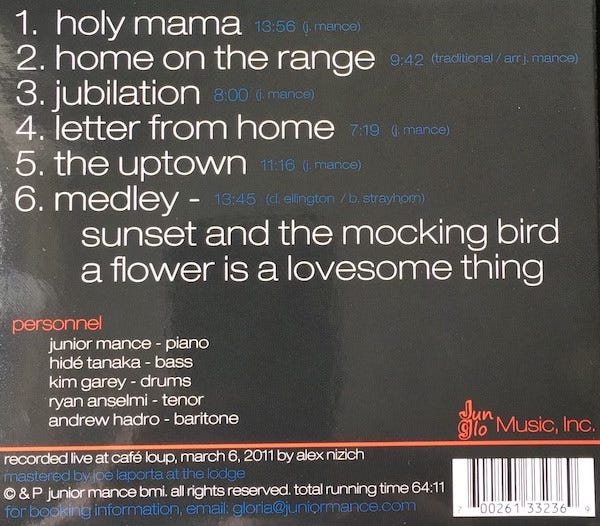 1. holy mama 13:56 (j. mance)
2. home on the range 9:42 (traditional / arr j. mance)
3. jubilation 8:00 (j. mance)
4. letter from home 7:19 (j. mance)
5. the uptown 11:16 (j. mance)
6. medley - 13:45 (d. ellington / b. strayhorn)
sunset and the mocking bird
a flower is a lovesome thing
personnel
junior mance - piano
hidé tanaka - bass
kim garey - drums
ryan anselmi - tenor
andrew hadro - baritone
Jun
glo Music, Inc.
recorded live at café loup, march 6, 2011 by alex nizich
mastered by joe laporta at the lodge
© & P junior mance bmi. all rights reserved. total running time 64:11
for booking information, email: gloria@juniormance.com
7 00261 33236 9